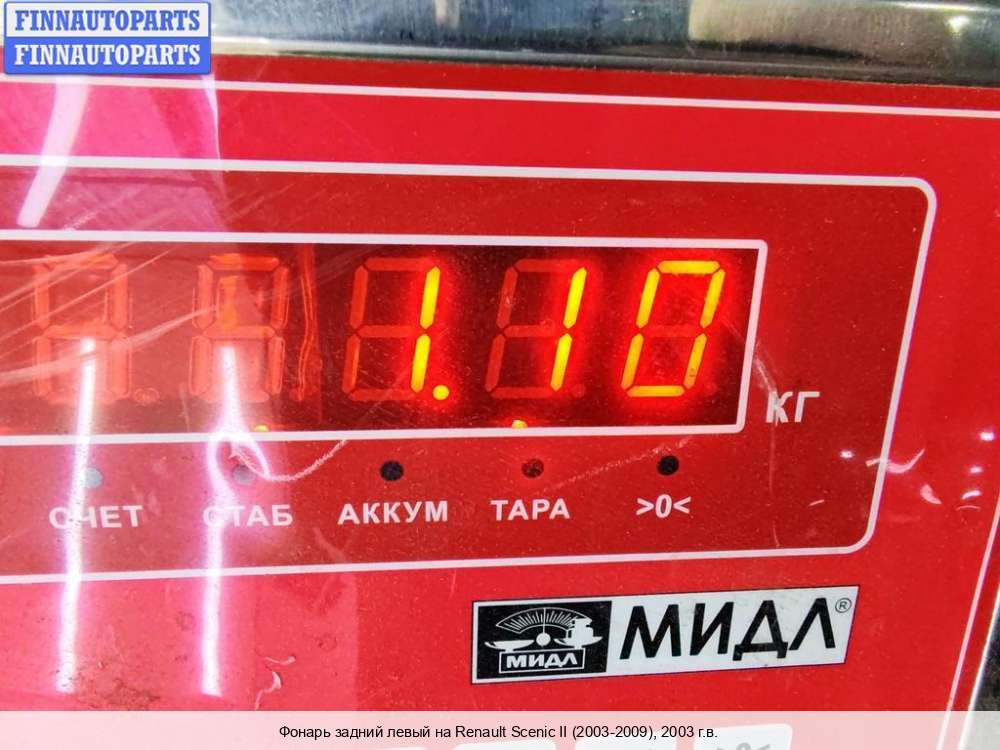 FINNAUTOPARTS
FINNAUTOPARTS
1.10
КГ
СЧЕТ СТАБ АККУМ ТАРА >0<
МИДЛ МИДЛ®
Фонарь задний левый на Renault Scenic II (2003-2009), 2003 г.в.